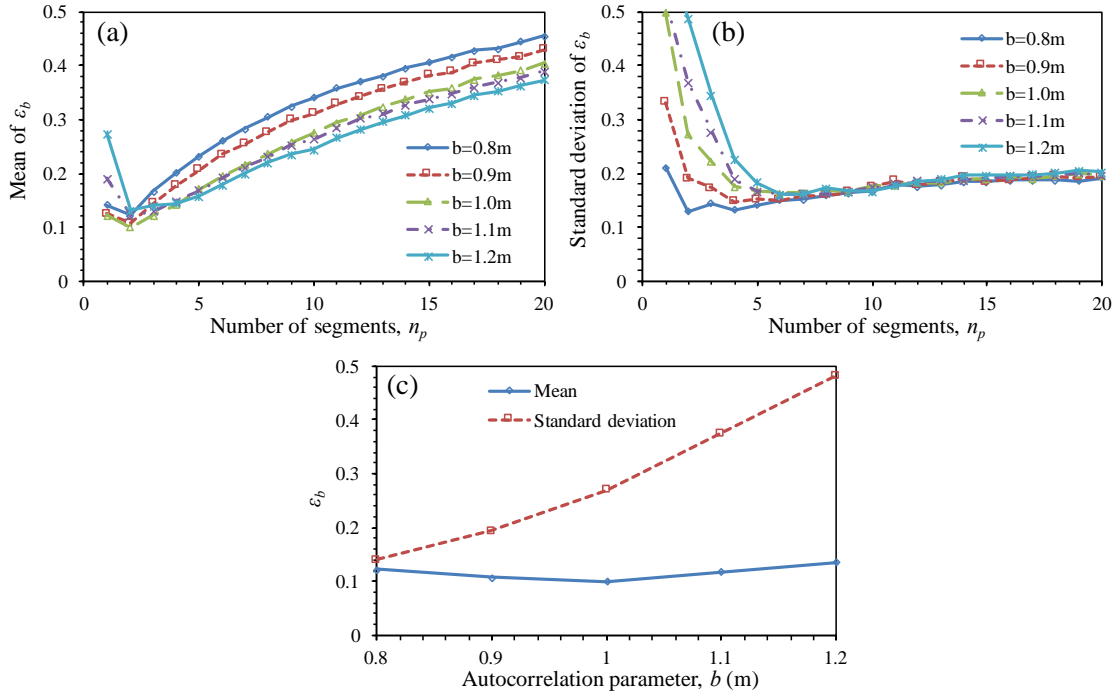 (a)
Mean of εb
0.5
0.4
0.3
0.2
0.1
0
0 5 10 15 20
Number of segments, np
b=0.8m
b=0.9m
b=1.0m
b=1.1m
b=1.2m
(b)
Standard deviation of εb
0.5
0.4
0.3
0.2
0.1
0
0 5 10 15 20
Number of segments, np
b=0.8m
b=0.9m
b=1.0m
b=1.1m
b=1.2m
(c)
εb
0.5
0.4
0.3
0.2
0.1
0
0.8 0.9 1 1.1 1.2
Autocorrelation parameter, b (m)
Mean
Standard deviation